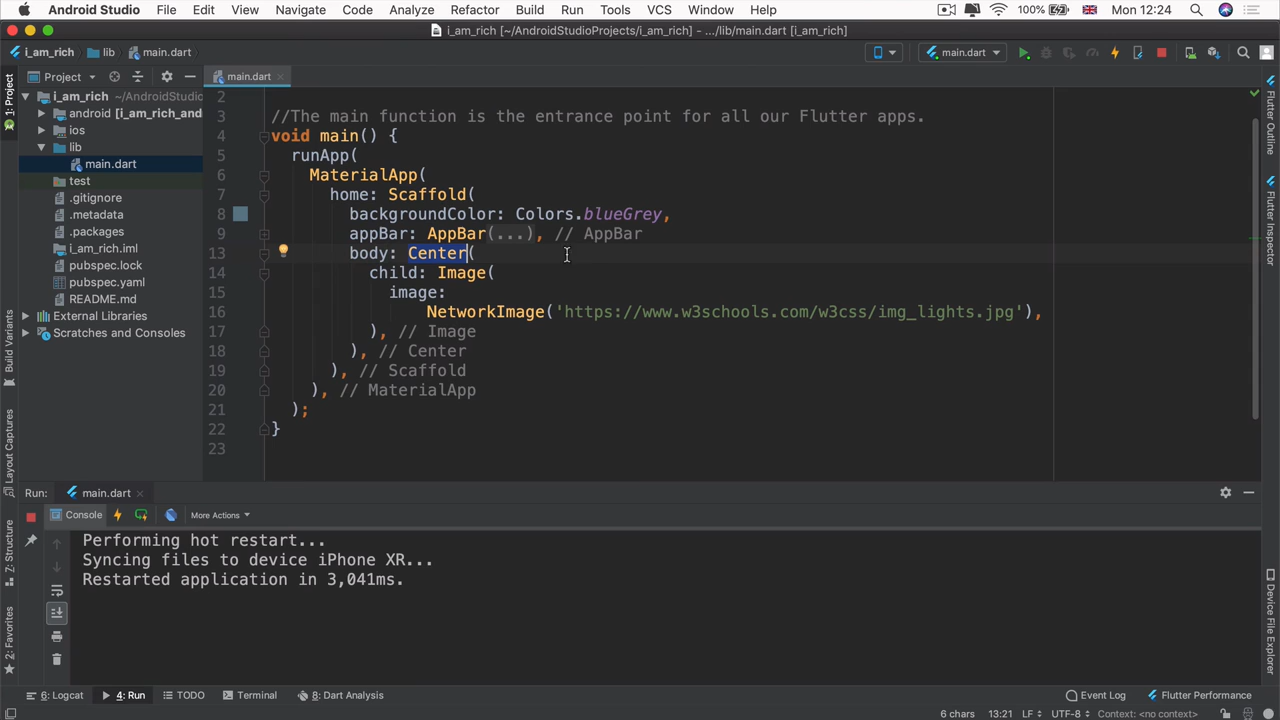 Android Studio File Edit View Navigate Code Analyze Refactor Build Run Tools VCS Window Help 100% Mon 12:24
i_am_rich [~/AndroidStudioProjects/i_am_rich] – .../lib/main.dart [i_am_rich]
i_am_rich lib main.dart main.dart
Project main.dart
1: Project
i_am_rich ~/AndroidStudio
android [i_am_rich_and
ios
lib
main.dart
test
.gitignore
.metadata
.packages
i_am_rich.iml
pubspec.lock
pubspec.yaml
README.md
External Libraries
Scratches and Consoles
Build Variants
Layout Captures
Z: Structure
2: Favorites
2
3 //The main function is the entrance point for all our Flutter apps.
4 void main() {
5 runApp(
6 MaterialApp(
7 home: Scaffold(
8 backgroundColor: Colors.blueGrey,
9 appBar: AppBar(...), // AppBar
13 body: Center(
14 child: Image(
15 image:
16 NetworkImage('https://www.w3schools.com/w3css/img_lights.jpg'),
17 ), // Image
18 ), // Center
19 ), // Scaffold
20 ), // MaterialApp
21 );
22 }
23
Flutter Outline
Flutter Inspector
Device File Explorer
Run: main.dart
Console More Actions
Performing hot restart...
Syncing files to device iPhone XR...
Restarted application in 3,041ms.
6: Logcat 4: Run TODO Terminal 8: Dart Analysis Event Log Flutter Performance
6 chars 13:21 LF UTF-8 Context: <no context>